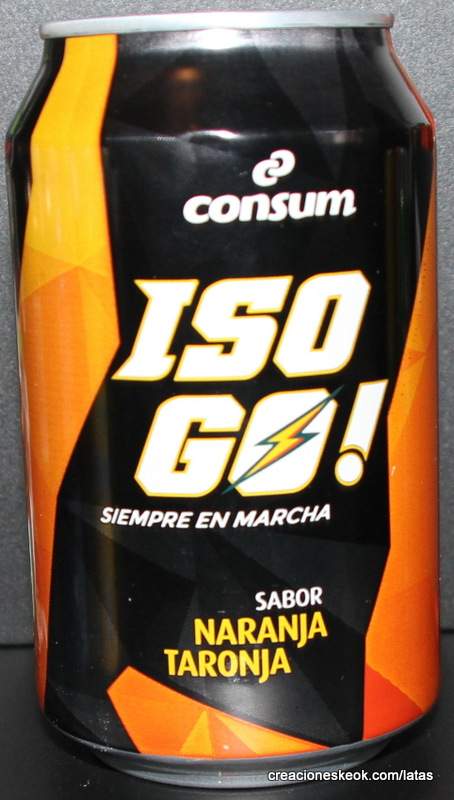 consum
ISO
GO!
SIEMPRE EN MARCHA
SABOR
NARANJA
TARONJA
creacioneskeok.com/latas